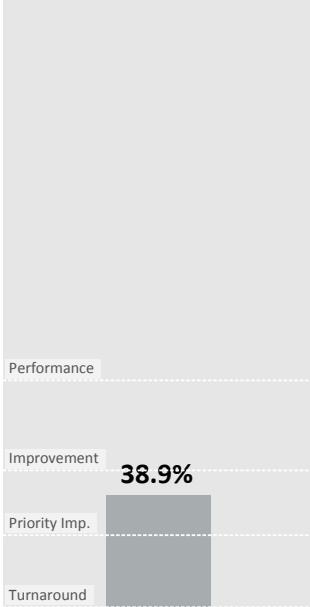 Performance
Improvement
38.9%
Priority Imp.
Turnaround